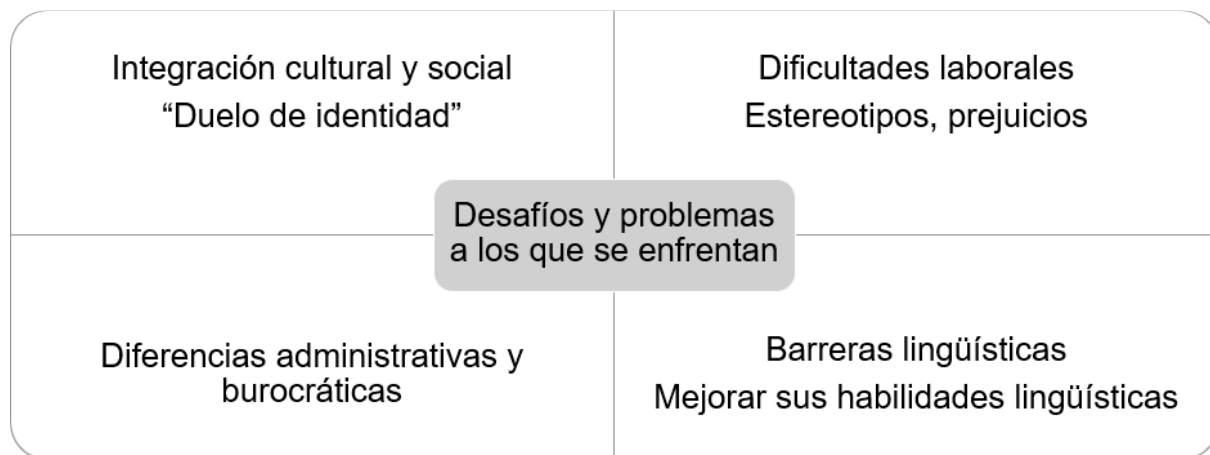 Integración cultural y social
“Duelo de identidad”
Dificultades laborales
Estereotipos, prejuicios
Desafíos y problemas
a los que se enfrentan
Diferencias administrativas y
burocráticas
Barreras lingüísticas
Mejorar sus habilidades lingüísticas